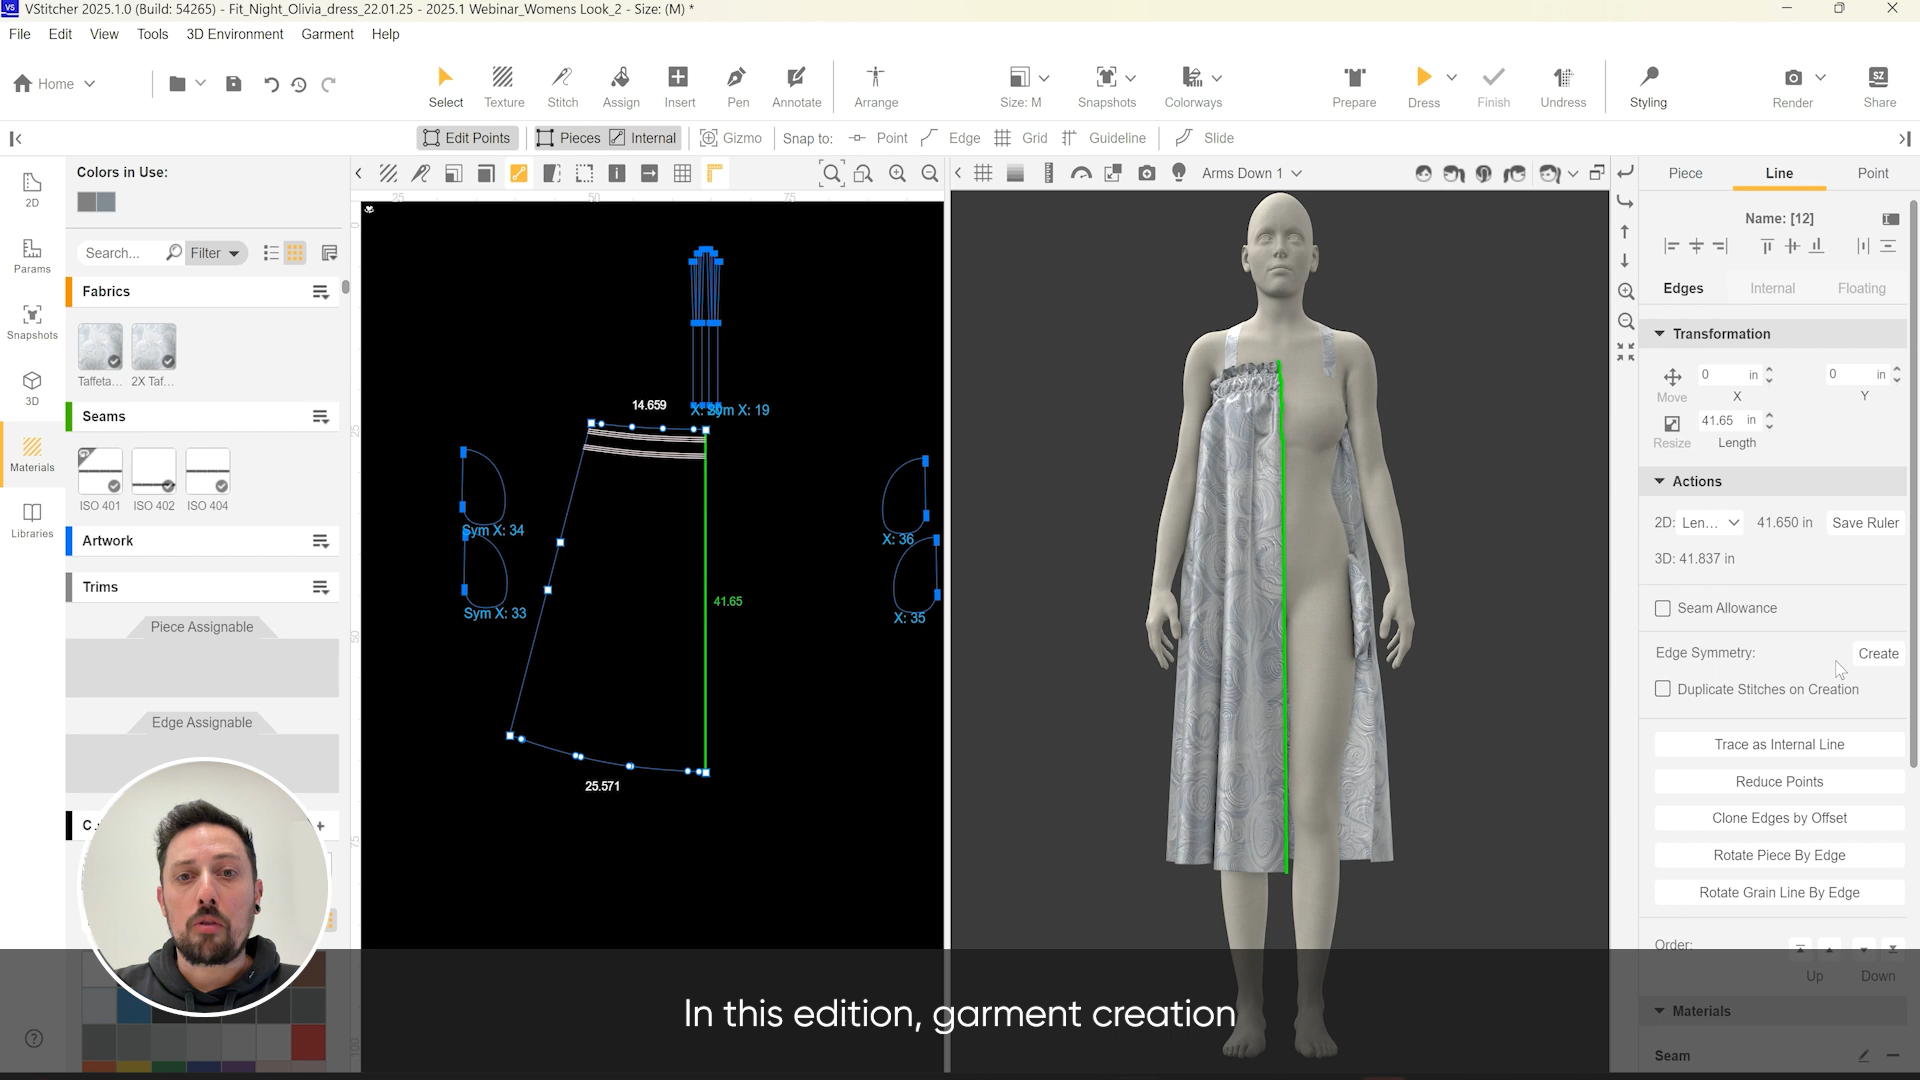 VStitcher 2025.1.0 (Build: 54265) - Fit_Night_Olivia_dress_22.01.25 - 2025.1 Webinar_Womens Look_2 - Size: (M) *
File Edit View Tools 3D Environment Garment Help
Home
Select Texture Stitch Assign Insert Pen Annotate Arrange Size: M Snapshots Colorways Prepare Dress Finish Undress Styling Render Share
Edit Points Pieces Internal Gizmo Snap to: Point Edge Grid Guideline Slide
2D
Params
Snapshots
3D
Materials
Libraries
Colors in Use:
Search... Filter
Fabrics
Taffeta... 2X Taf...
Seams
ISO 401 ISO 402 ISO 404
Artwork
Trims
Piece Assignable
Edge Assignable
25 50 75
14.659
Sym X: 19
Sym X: 34
Sym X: 33
X: 36
X: 35
41.65
25.571
Arms Down 1
Piece Line Point
Name: [12]
Edges Internal Floating
Transformation
Move 0 in X 0 in Y
Resize 41.65 in Length
Actions
2D: Len... 41.650 in Save Ruler
3D: 41.837 in
Seam Allowance
Edge Symmetry: Create
Duplicate Stitches on Creation
Trace as Internal Line
Reduce Points
Clone Edges by Offset
Rotate Piece By Edge
Rotate Grain Line By Edge
Order:
Up Down
Materials
Seam
In this edition, garment creation